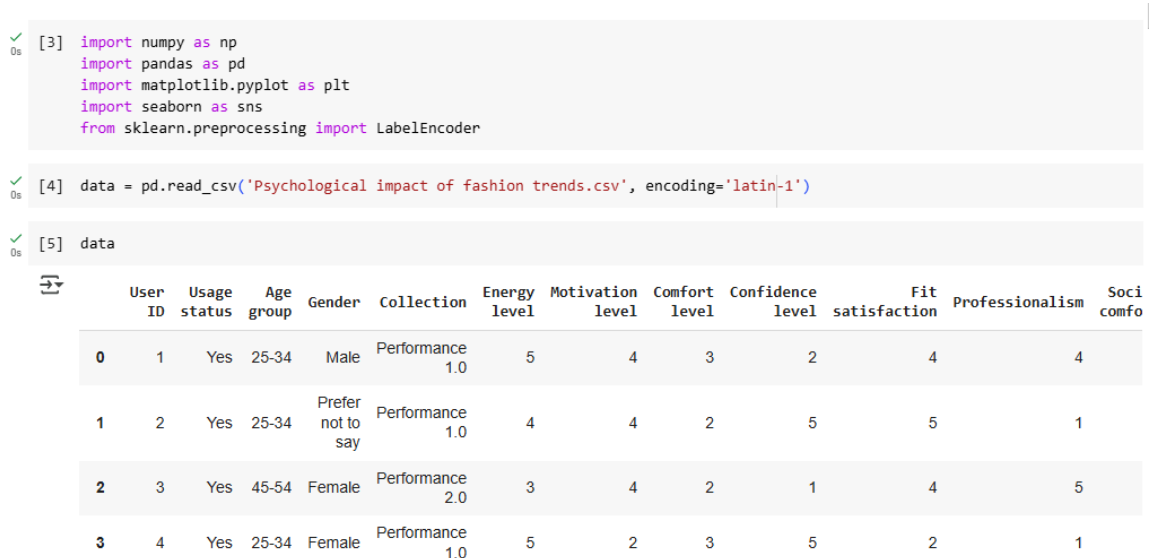 0s [3] import numpy as np
import pandas as pd
import matplotlib.pyplot as plt
import seaborn as sns
from sklearn.preprocessing import LabelEncoder
0s [4] data = pd.read_csv('Psychological impact of fashion trends.csv', encoding='latin-1')
0s [5] data
User ID Usage status Age group Gender Collection Energy level Motivation level Comfort level Confidence level Fit satisfaction Professionalism Soci comfo
0 1 Yes 25-34 Male Performance 1.0 5 4 3 2 4 4
1 2 Yes 25-34 Prefer not to say Performance 1.0 4 4 2 5 5 1
2 3 Yes 45-54 Female Performance 2.0 3 4 2 1 4 5
3 4 Yes 25-34 Female Performance 1.0 5 2 3 5 2 1